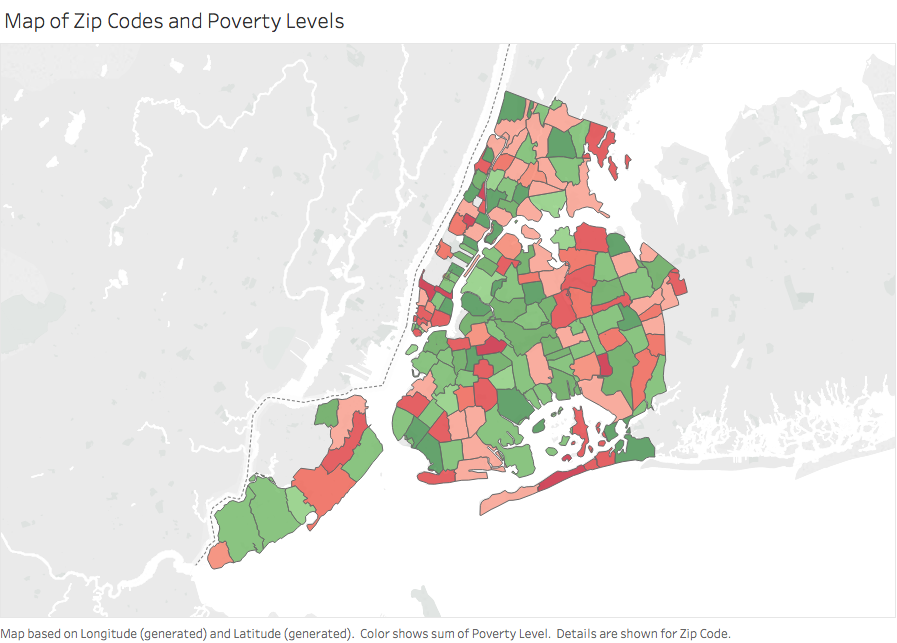 Map of Zip Codes and Poverty Levels
Map based on Longitude (generated) and Latitude (generated).  Color shows sum of Poverty Level.  Details are shown for Zip Code.